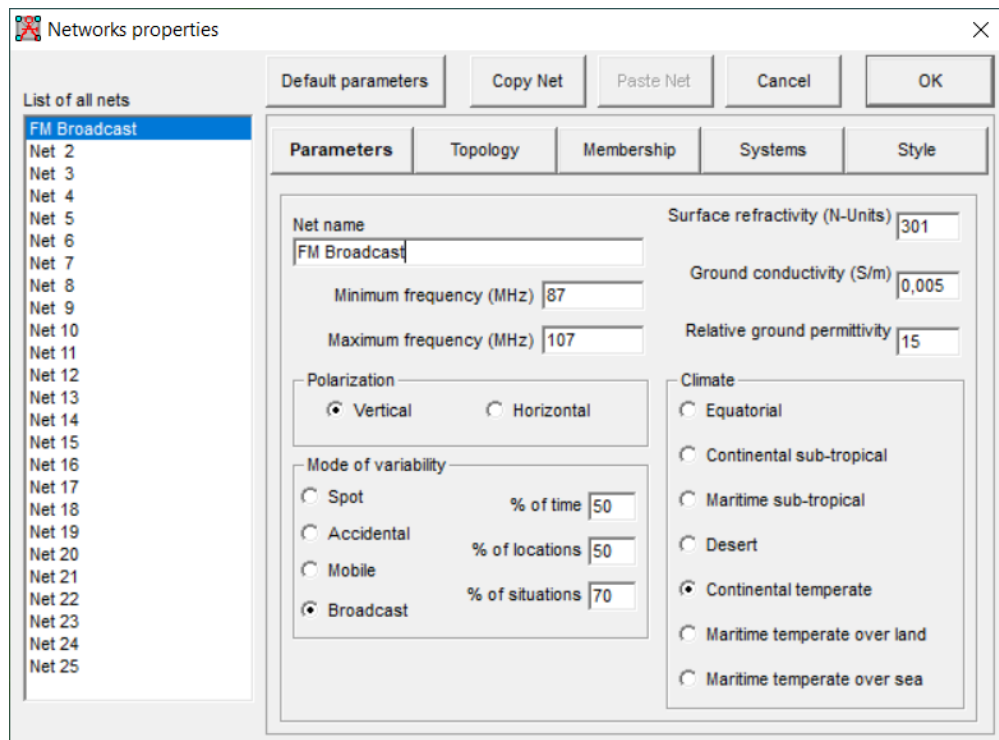 Networks properties
Default parameters
Copy Net
Paste Net
Cancel
OK
List of all nets
FM Broadcast
Net 2
Net 3
Net 4
Net 5
Net 6
Net 7
Net 8
Net 9
Net 10
Net 11
Net 12
Net 13
Net 14
Net 15
Net 16
Net 17
Net 18
Net 19
Net 20
Net 21
Net 22
Net 23
Net 24
Net 25
Parameters
Topology
Membership
Systems
Style
Net name
FM Broadcast
Minimum frequency (MHz) 87
Maximum frequency (MHz) 107
Surface refractivity (N-Units) 301
Ground conductivity (S/m) 0,005
Relative ground permittivity 15
Polarization
Vertical
Horizontal
Mode of variability
Spot
Accidental
Mobile
Broadcast
% of time 50
% of locations 50
% of situations 70
Climate
Equatorial
Continental sub-tropical
Maritime sub-tropical
Desert
Continental temperate
Maritime temperate over land
Maritime temperate over sea